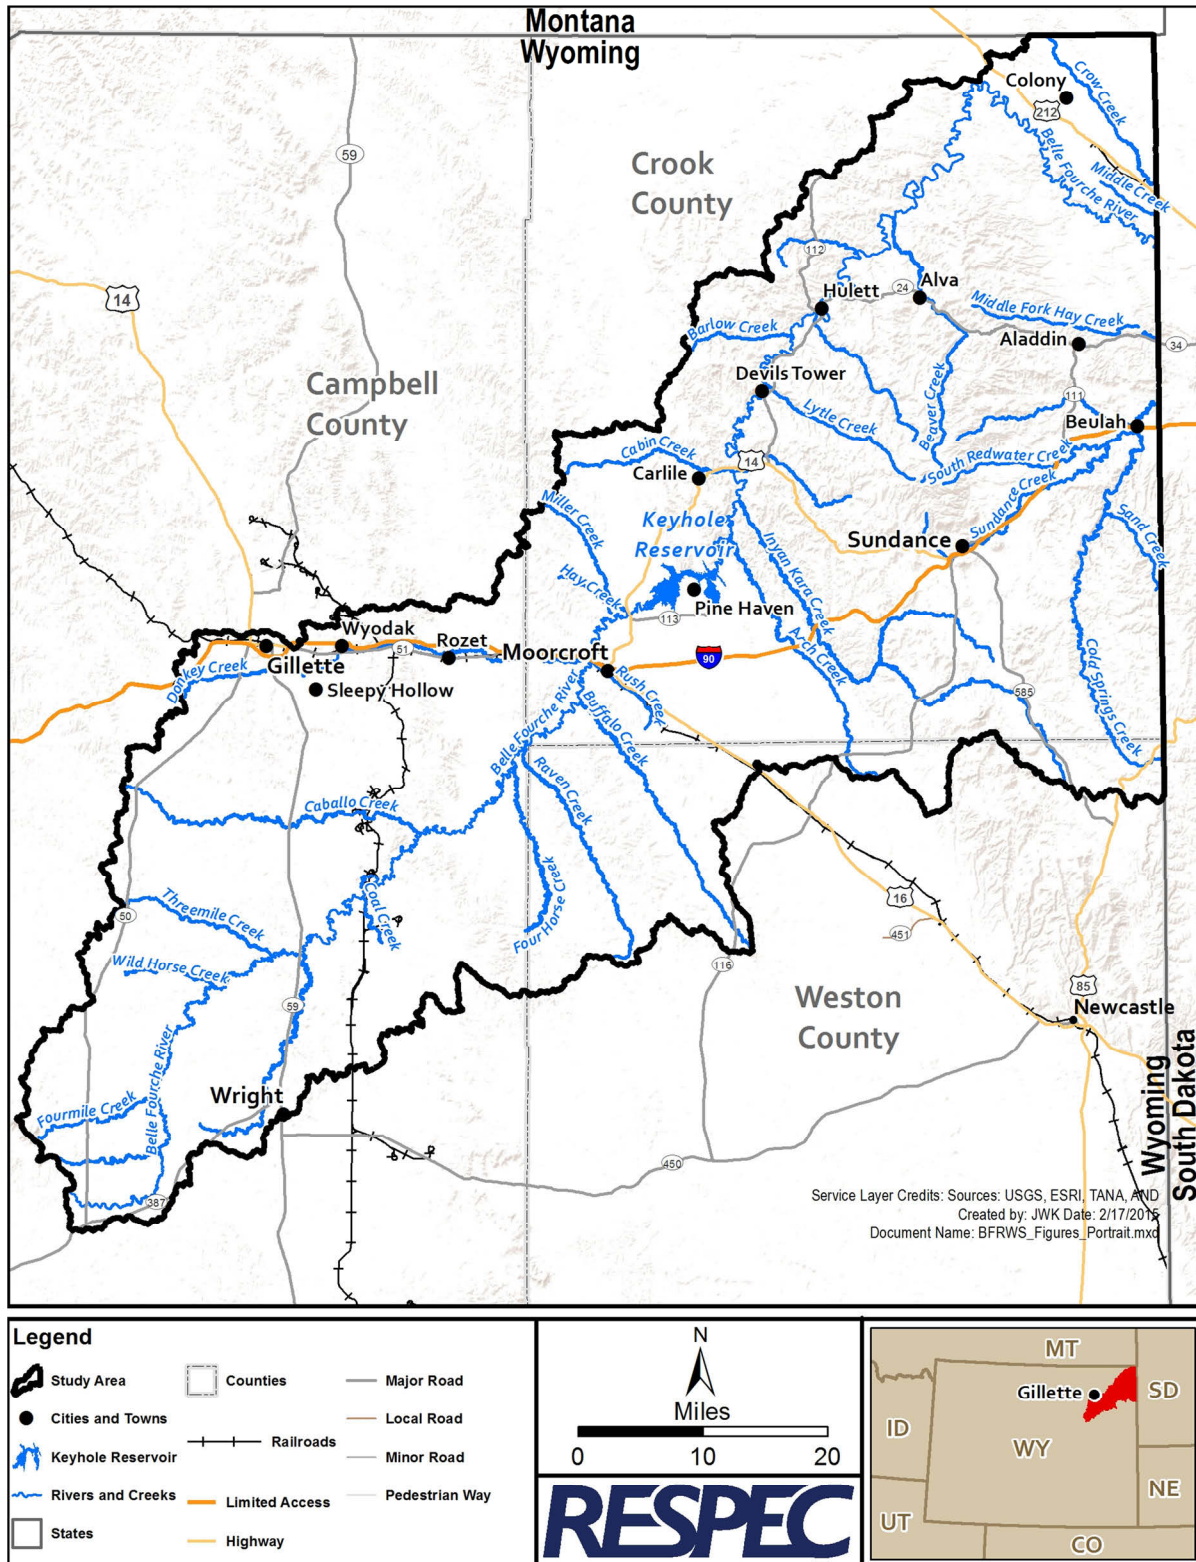 Montana
Wyoming
Colony
Crow Creek
212
59
Belle Fourche River
Middle Creek
Crook
County
112
14
Hulett
24
Alva
Middle Fork Hay Creek
Barlow Creek
Aladdin
34
Devils Tower
Campbell
County
Lytle Creek
Beaver Creek
111
Beulah
Cabin Creek
14
South Redwater Creek
Carlile
Miller Creek
Keyhole
Reservoir
Sundance Creek
Sand Creek
Sundance
Inyan Kara Creek
Hay Creek
Pine Haven
113
Wyodak
51
Rozet
Moorcroft
Arch Creek
90
Gillette
Donkey Creek
Sleepy Hollow
Rush Creek
Cold Springs Creek
585
Belle Fourche River
Buffalo Creek
Raven Creek
Caballo Creek
Coal Creek
Four Horse Creek
16
Threemile Creek
50
451
Wild Horse Creek
116
59
85
Weston
County
Newcastle
Belle Fourche River
Wright
Fourmile Creek
450
387
Wyoming
South Dakota
Service Layer Credits: Sources: USGS, ESRI, TANA, AND
Created by: JWK Date: 2/17/2015
Document Name: BFRWS_Figures_Portrait.mxd
Legend
Study Area
Counties
Major Road
Cities and Towns
Local Road
Railroads
Keyhole Reservoir
Minor Road
Rivers and Creeks
Limited Access
Pedestrian Way
States
Highway
N
Miles
0 10 20
RESPEC
MT
Gillette
SD
ID
WY
NE
UT
CO